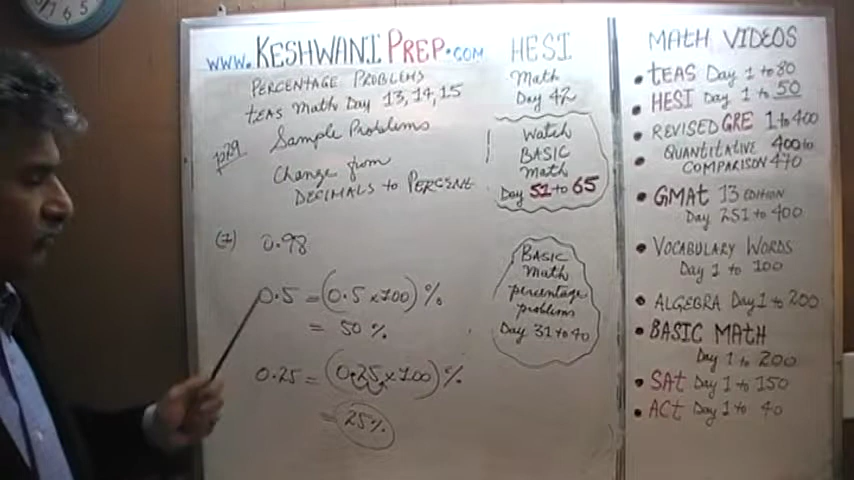 www.KESHWANI PREP.COM
PERCENTAGE PROBLEMS
TEAS Math Day 13, 14, 15
P29
Sample Problems
Change from
DECIMALS to PERCENT
(7) 0.98
0.5 = (0.5 x 100) %
= 50 %
0.25 = (0.25 x 100) %
= 25%
HESI
Math
Day 42
Watch
BASIC
Math
Day 51 to 65
BASIC
Math
percentage
problems
Day 31 to 40
MATH VIDEOS
• TEAS Day 1 to 80
• HESI Day 1 to 50
• REVISED GRE 1 to 400
• QUANTITATIVE 400 to
COMPARISON 470
• GMAT 13 EDITION
Day 251 to 400
• VOCABULARY WORDS
Day 1 to 100
• ALGEBRA Day 1 to 200
• BASIC MATH
Day 1 to 200
• SAT Day 1 to 150
• ACT Day 1 to 40